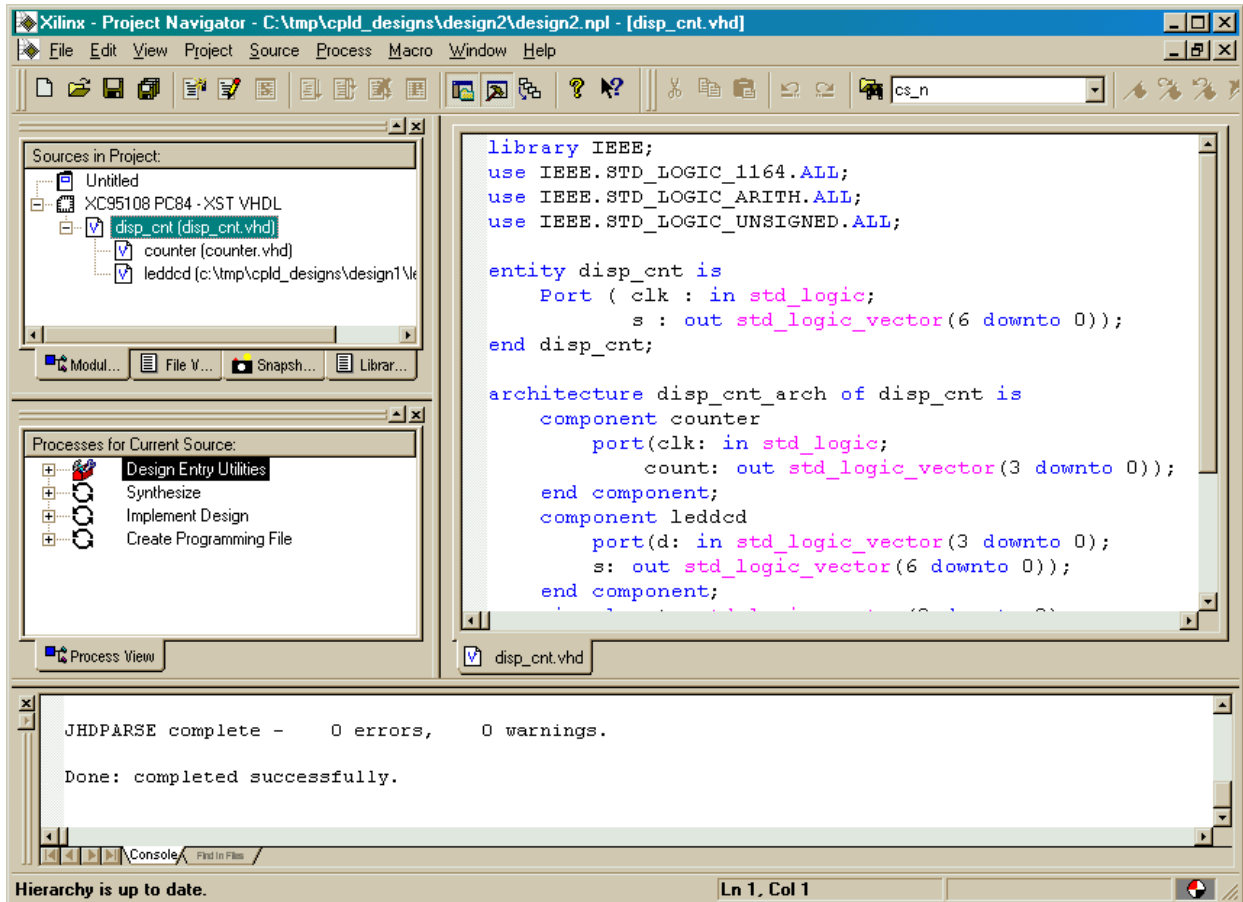 Xilinx - Project Navigator - C:\tmp\cpld_designs\design2\design2.npl - [disp_cnt.vhd]
File Edit View Project Source Process Macro Window Help
cs_n
Sources in Project:
Untitled
XC95108 PC84 - XST VHDL
disp_cnt (disp_cnt.vhd)
counter (counter.vhd)
leddcd (c:\tmp\cpld_designs\design1\le
Modul... File V... Snapsh... Librar...
Processes for Current Source:
Design Entry Utilities
Synthesize
Implement Design
Create Programming File
Process View
library IEEE;
use IEEE.STD_LOGIC_1164.ALL;
use IEEE.STD_LOGIC_ARITH.ALL;
use IEEE.STD_LOGIC_UNSIGNED.ALL;
entity disp_cnt is
Port ( clk : in std_logic;
s : out std_logic_vector(6 downto 0));
end disp_cnt;
architecture disp_cnt_arch of disp_cnt is
component counter
port(clk: in std_logic;
count: out std_logic_vector(3 downto 0));
end component;
component leddcd
port(d: in std_logic_vector(3 downto 0);
s: out std_logic_vector(6 downto 0));
end component;
disp_cnt.vhd
JHDPARSE complete - 0 errors, 0 warnings.
Done: completed successfully.
Console Find in Files
Hierarchy is up to date.
Ln 1, Col 1